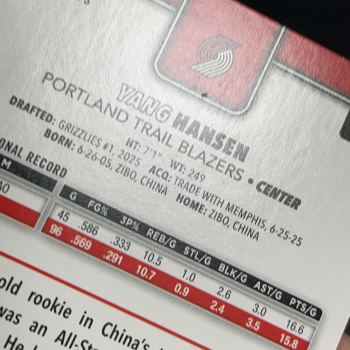 YANG HANSEN
PORTLAND TRAIL BLAZERS • CENTER
HT: 7'1" WT: 249
DRAFTED: GRIZZLIES #1, 2025 ACQ: TRADE WITH MEMPHIS, 6-25-25
BORN: 6-26-05, ZIBO, CHINA HOME: ZIBO, CHINA
ONAL RECORD
M G FG% 3P% REB/G STL/G BLK/G AST/G PTS/G
45 .586 .333 10.5 1.0 2.6 3.0 16.6
96 .569 .291 10.7 0.9 2.4 3.5 15.8
old rookie in China's
was an All-St
He